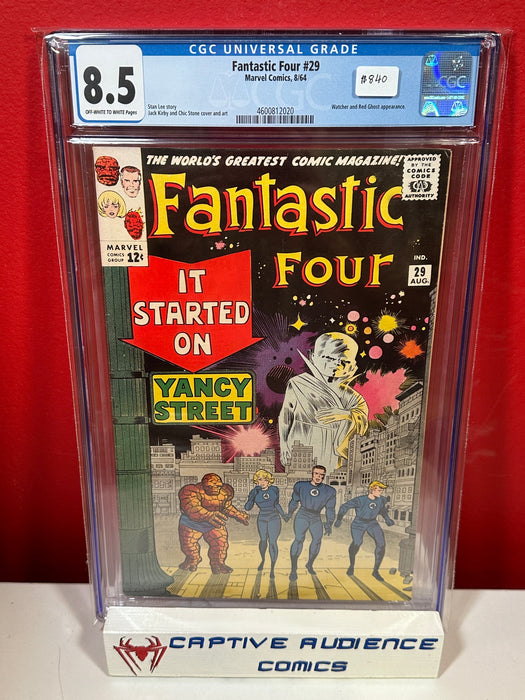 CGC UNIVERSAL GRADE
8.5
OFF-WHITE TO WHITE Pages
Fantastic Four #29
Marvel Comics, 8/64
Stan Lee story
Jack Kirby and Chic Stone cover and art
4600812020
#840
Watcher and Red Ghost appearance.
CGC
THE WORLD'S GREATEST COMIC MAGAZINE!
APPROVED
BY THE
COMICS
CODE
AUTHORITY
Fantastic
Four
MARVEL
COMICS
GROUP
12¢
IND.
29
AUG.
IT
STARTED
ON
YANCY
STREET
4
CAPTIVE AUDIENCE
COMICS